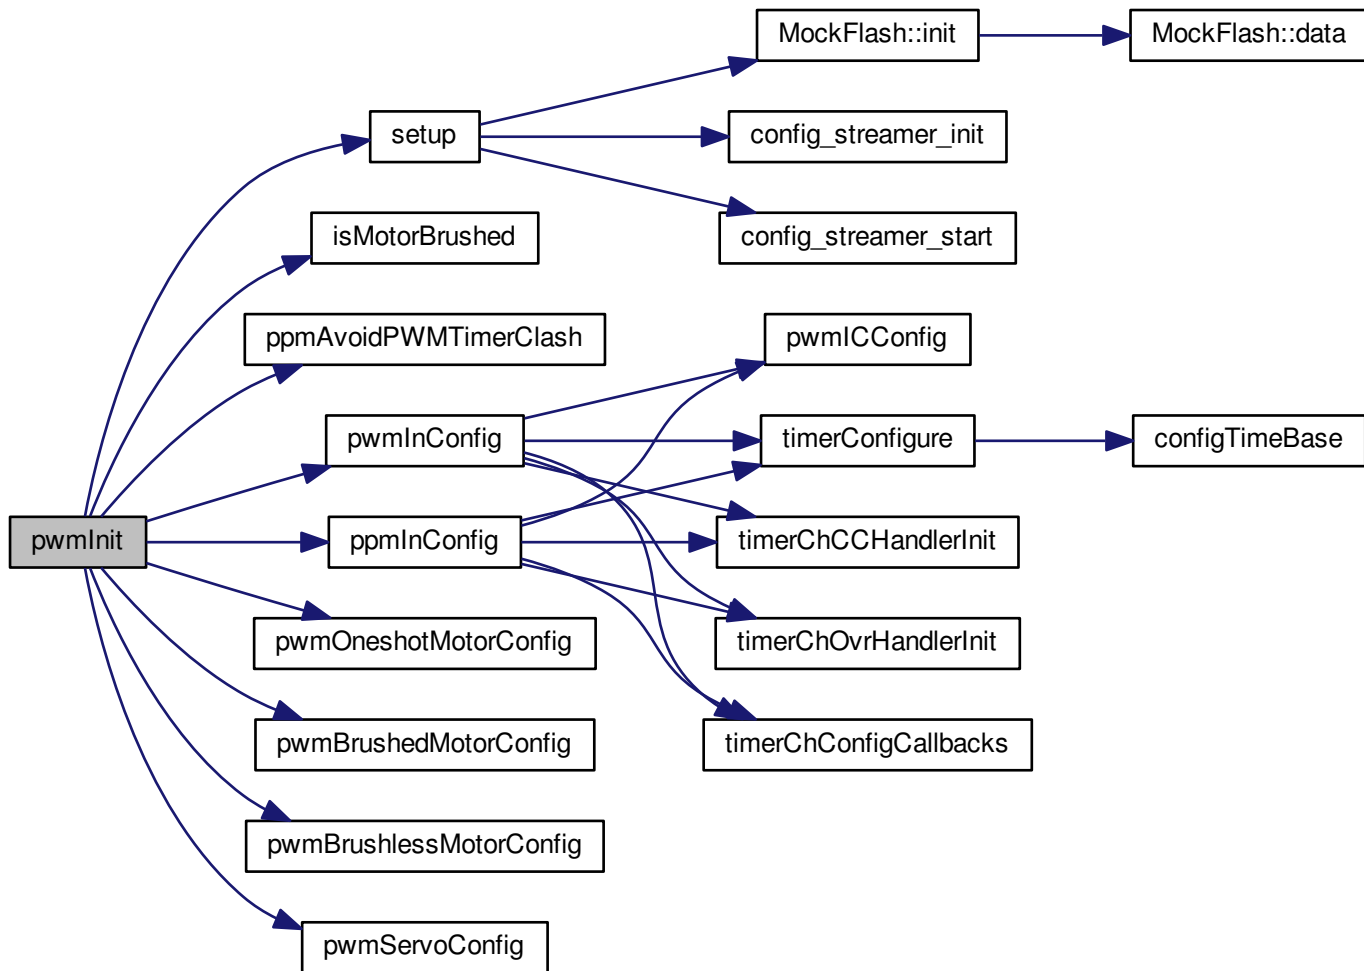 MockFlash::init
MockFlash::data
setup
config_streamer_init
config_streamer_start
isMotorBrushed
ppmAvoidPWMTimerClash
pwmICConfig
pwmInConfig
timerConfigure
configTimeBase
pwmInit
ppmInConfig
timerChCCHandlerInit
pwmOneshotMotorConfig
timerChOvrHandlerInit
pwmBrushedMotorConfig
timerChConfigCallbacks
pwmBrushlessMotorConfig
pwmServoConfig